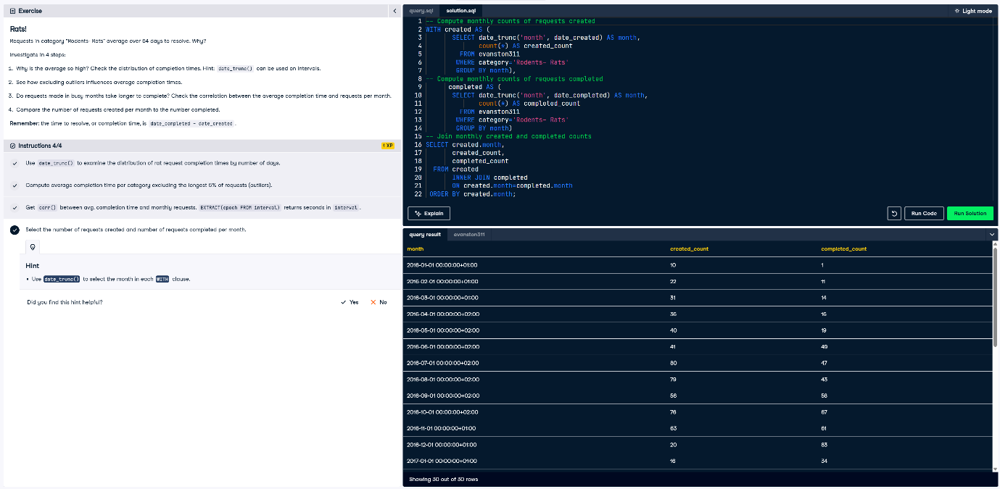 Exercise
Rats!
Requests in category "Rodents- Rats" average over 64 days to resolve. Why?
Investigate in 4 steps:
1. Why is the average so high? Check the distribution of completion times. Hint: date_trunc() can be used on intervals.
2. See how excluding outliers influences average completion times.
3. Do requests made in busy months take longer to complete? Check the correlation between the average completion time and requests per month.
4. Compare the number of requests created per month to the number completed.
Remember: the time to resolve, or completion time, is date_completed - date_created.
Instructions 4/4
1 XP
Use date_trunc() to examine the distribution of rat request completion times by number of days.
Compute average completion time per category excluding the longest 5% of requests (outliers).
Get corr() between avg. completion time and monthly requests. EXTRACT(epoch FROM interval) returns seconds in interval.
Select the number of requests created and number of requests completed per month.
Hint
• Use date_trunc() to select the month in each WITH clause.
Did you find this hint helpful?
Yes
No
query.sql
solution.sql
Light mode
1 -- Compute monthly counts of requests created
2 WITH created AS (
3 SELECT date_trunc('month', date_created) AS month,
4 count(*) AS created_count
5 FROM evanston311
6 WHERE category='Rodents- Rats'
7 GROUP BY month),
8 -- Compute monthly counts of requests completed
9 completed AS (
10 SELECT date_trunc('month', date_completed) AS month,
11 count(*) AS completed_count
12 FROM evanston311
13 WHERE category='Rodents- Rats'
14 GROUP BY month)
15 -- Join monthly created and completed counts
16 SELECT created.month,
17 created_count,
18 completed_count
19 FROM created
20 INNER JOIN completed
21 ON created.month=completed.month
22 ORDER BY created.month;
Explain
Run Code
Run Solution
query result
evanston311
month created_count completed_count
2016-01-01 00:00:00+01:00 10 1
2016-02-01 00:00:00+01:00 22 11
2016-03-01 00:00:00+01:00 31 14
2016-04-01 00:00:00+02:00 36 16
2016-05-01 00:00:00+02:00 40 19
2016-06-01 00:00:00+02:00 41 49
2016-07-01 00:00:00+02:00 80 47
2016-08-01 00:00:00+02:00 79 43
2016-09-01 00:00:00+02:00 56 58
2016-10-01 00:00:00+02:00 76 67
2016-11-01 00:00:00+01:00 63 61
2016-12-01 00:00:00+01:00 20 83
2017-01-01 00:00:00+01:00 16 34
Showing 30 out of 30 rows